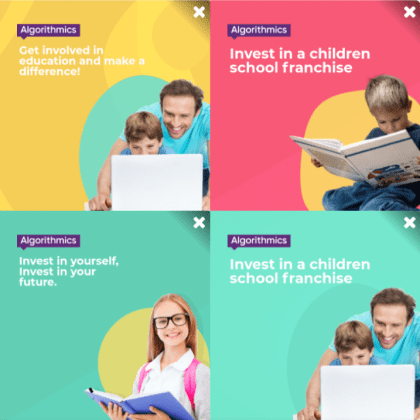 Algorithmics
Get involved in
education and make a
difference!
Algorithmics
Invest in a children
school franchise
Algorithmics
Invest in yourself,
Invest in your
future.
Algorithmics
Invest in a children
school franchise